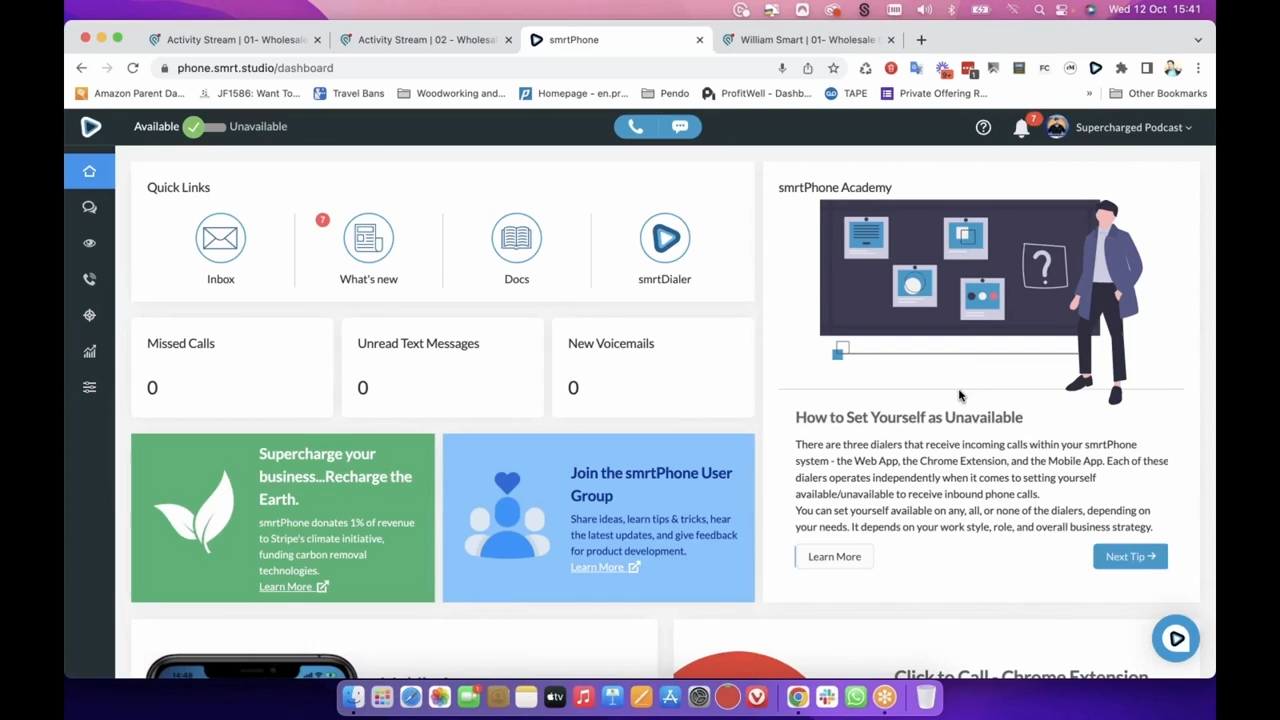 Wed 12 Oct 15:41
Activity Stream | 01- Wholesale
Activity Stream | 02 - Wholesal
smrtPhone
William Smart | 01- Wholesale
phone.smrt.studio/dashboard
9+
1
FC
Amazon Parent Da...
JF1586: Want To...
Travel Bans
Woodworking and...
Homepage - en.pr...
Pendo
ProfitWell - Dashb...
TAPE
Private Offering R...
»
Other Bookmarks
Available
Unavailable
7
Supercharged Podcast
Quick Links
7
Inbox
What's new
Docs
smrtDialer
Missed Calls
0
Unread Text Messages
0
New Voicemails
0
Supercharge your
business...Recharge the
Earth.
smrtPhone donates 1% of revenue
to Stripe's climate initiative,
funding carbon removal
technologies.
Learn More
Join the smrtPhone User
Group
Share ideas, learn tips & tricks, hear
the latest updates, and give feedback
for product development.
Learn More
smrtPhone Academy
?
How to Set Yourself as Unavailable
There are three dialers that receive incoming calls within your smrtPhone
system - the Web App, the Chrome Extension, and the Mobile App. Each of these
dialers operates independently when it comes to setting yourself
available/unavailable to receive inbound phone calls.
You can set yourself available on any, all, or none of the dialers, depending on
your needs. It depends on your work style, role, and overall business strategy.
Learn More
Next Tip →
Click to Call - Chrome Extension